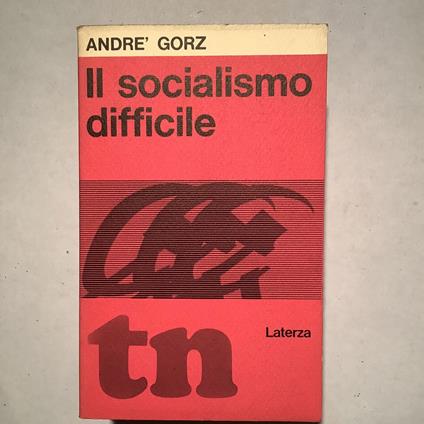 ANDRE' GORZ
Il socialismo
difficile
Laterza
tn